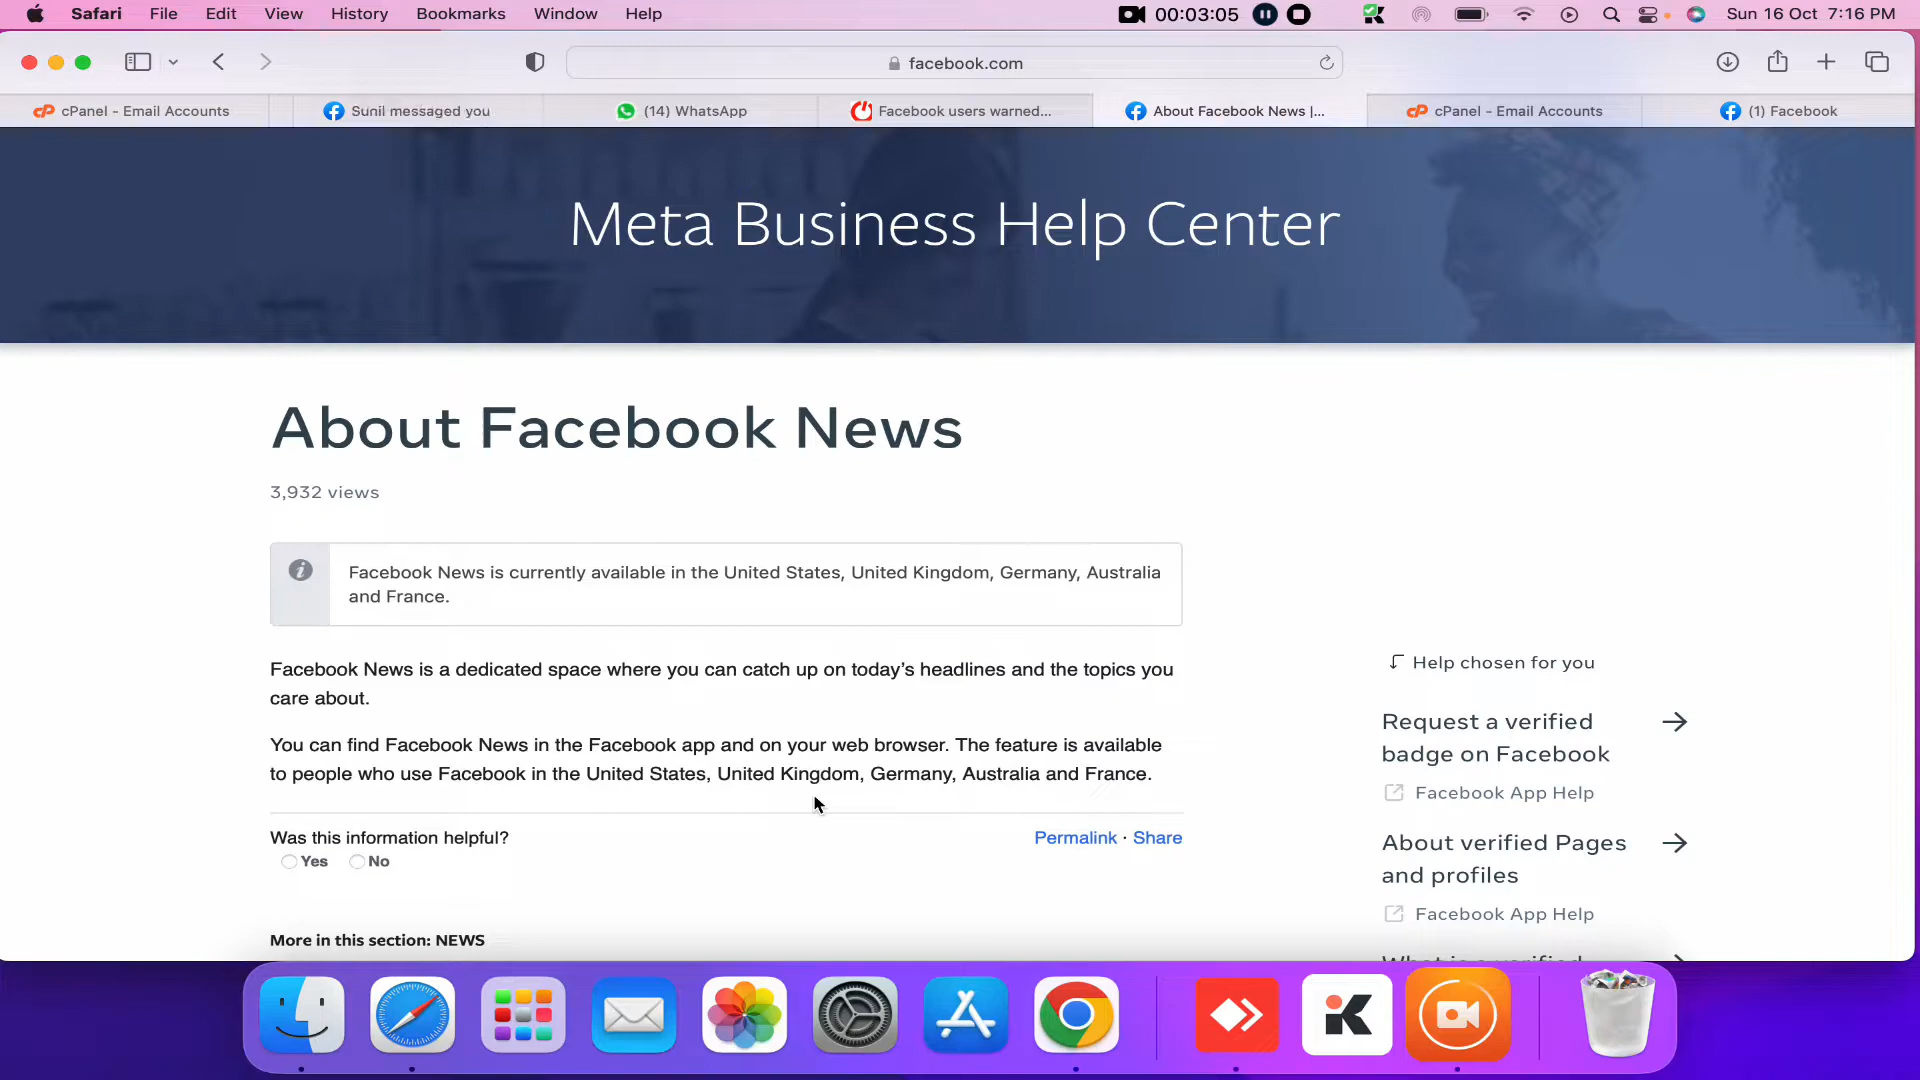 Safari File Edit View History Bookmarks Window Help 00:03:05 Sun 16 Oct 7:16 PM
facebook.com
cPanel - Email Accounts Sunil messaged you (14) WhatsApp Facebook users warned... About Facebook News |... cPanel - Email Accounts (1) Facebook
Meta Business Help Center
About Facebook News
3,932 views
Facebook News is currently available in the United States, United Kingdom, Germany, Australia
and France.
Facebook News is a dedicated space where you can catch up on today’s headlines and the topics you
care about.
You can find Facebook News in the Facebook app and on your web browser. The feature is available
to people who use Facebook in the United States, United Kingdom, Germany, Australia and France.
Was this information helpful?
Yes No
Permalink · Share
More in this section: NEWS
Help chosen for you
Request a verified
badge on Facebook
Facebook App Help
About verified Pages
and profiles
Facebook App Help